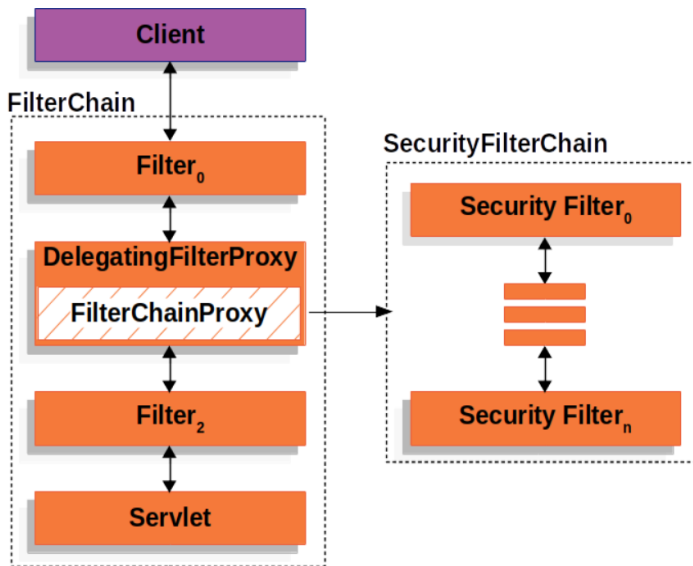 Client
FilterChain
Filter0
DelegatingFilterProxy
FilterChainProxy
Filter2
Servlet
SecurityFilterChain
Security Filter0
Security Filtern